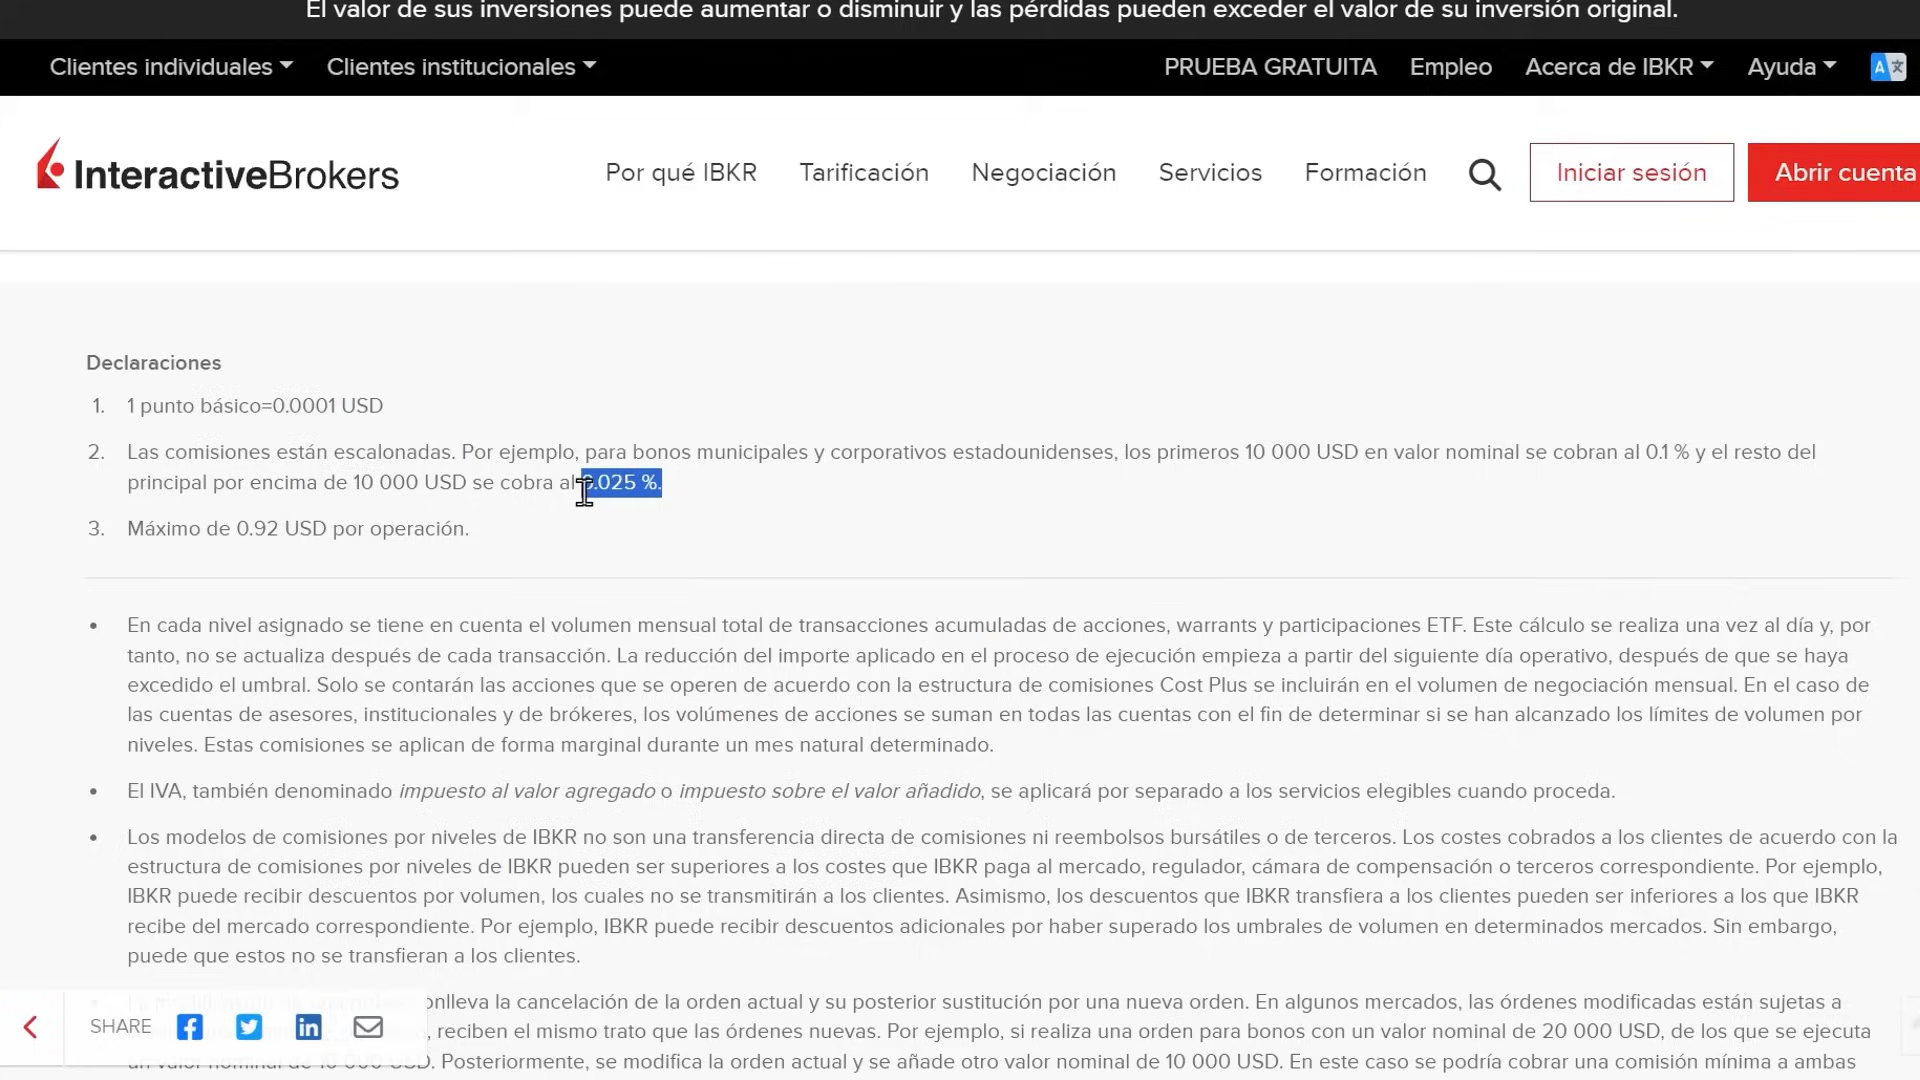 El valor de sus inversiones puede aumentar o disminuir y las pérdidas pueden exceder el valor de su inversión original.
Clientes individuales Clientes institucionales PRUEBA GRATUITA Empleo Acerca de IBKR Ayuda
InteractiveBrokers Por qué IBKR Tarificación Negociación Servicios Formación Iniciar sesión Abrir cuenta
Declaraciones
1. 1 punto básico=0.0001 USD
2. Las comisiones están escalonadas. Por ejemplo, para bonos municipales y corporativos estadounidenses, los primeros 10 000 USD en valor nominal se cobran al 0.1 % y el resto del
principal por encima de 10 000 USD se cobra al 0.025 %.
3. Máximo de 0.92 USD por operación.
• En cada nivel asignado se tiene en cuenta el volumen mensual total de transacciones acumuladas de acciones, warrants y participaciones ETF. Este cálculo se realiza una vez al día y, por
tanto, no se actualiza después de cada transacción. La reducción del importe aplicado en el proceso de ejecución empieza a partir del siguiente día operativo, después de que se haya
excedido el umbral. Solo se contarán las acciones que se operen de acuerdo con la estructura de comisiones Cost Plus se incluirán en el volumen de negociación mensual. En el caso de
las cuentas de asesores, institucionales y de brókeres, los volúmenes de acciones se suman en todas las cuentas con el fin de determinar si se han alcanzado los límites de volumen por
niveles. Estas comisiones se aplican de forma marginal durante un mes natural determinado.
• El IVA, también denominado impuesto al valor agregado o impuesto sobre el valor añadido, se aplicará por separado a los servicios elegibles cuando proceda.
• Los modelos de comisiones por niveles de IBKR no son una transferencia directa de comisiones ni reembolsos bursátiles o de terceros. Los costes cobrados a los clientes de acuerdo con la
estructura de comisiones por niveles de IBKR pueden ser superiores a los costes que IBKR paga al mercado, regulador, cámara de compensación o terceros correspondiente. Por ejemplo,
IBKR puede recibir descuentos por volumen, los cuales no se transmitirán a los clientes. Asimismo, los descuentos que IBKR transfiera a los clientes pueden ser inferiores a los que IBKR
recibe del mercado correspondiente. Por ejemplo, IBKR puede recibir descuentos adicionales por haber superado los umbrales de volumen en determinados mercados. Sin embargo,
puede que estos no se transfieran a los clientes.
onlleva la cancelación de la orden actual y su posterior sustitución por una nueva orden. En algunos mercados, las órdenes modificadas están sujetas a
SHARE , reciben el mismo trato que las órdenes nuevas. Por ejemplo, si realiza una orden para bonos con un valor nominal de 20 000 USD, de los que se ejecuta
un valor nominal de 10 000 USD. Posteriormente, se modifica la orden actual y se añade otro valor nominal de 10 000 USD. En este caso se podría cobrar una comisión mínima a ambas